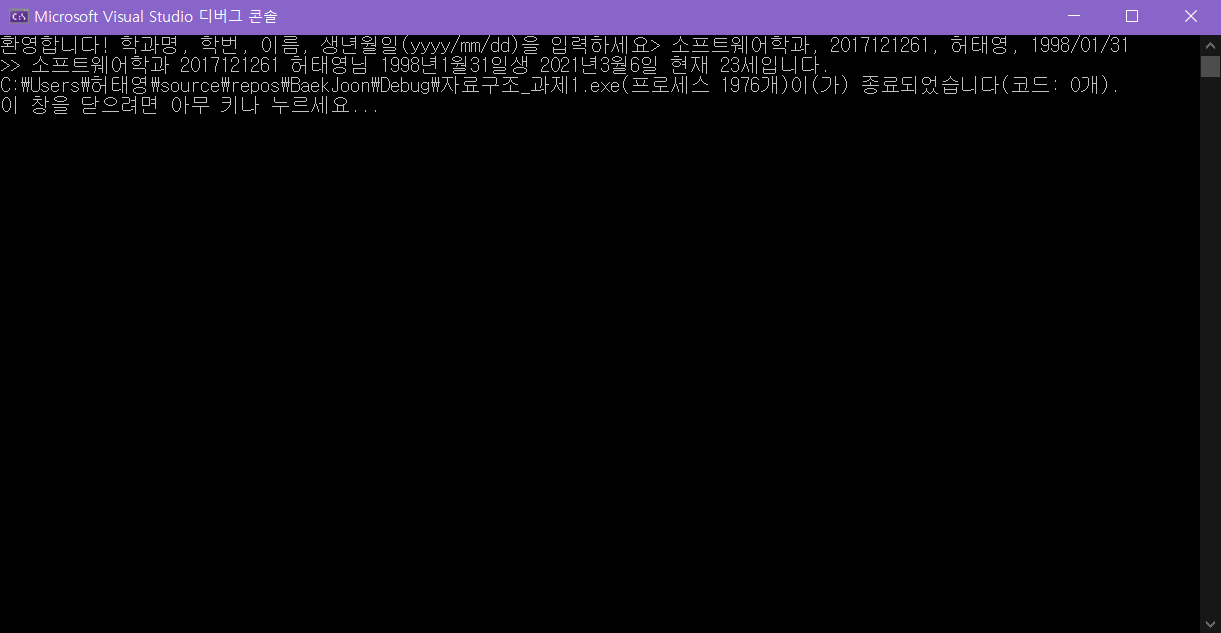 Microsoft Visual Studio 디버그 콘솔
환영합니다! 학과명, 학번, 이름, 생년월일(yyyy/mm/dd)을 입력하세요> 소프트웨어학과, 2017121261, 허태영, 1998/01/31
>> 소프트웨어학과 2017121261 허태영님 1998년1월31일생 2021년3월6일 현재 23세입니다.
C:₩Users₩허태영₩source₩repos₩BaekJoon₩Debug₩자료구조_과제1.exe(프로세스 1976개)이(가) 종료되었습니다(코드: 0개).
이 창을 닫으려면 아무 키나 누르세요...